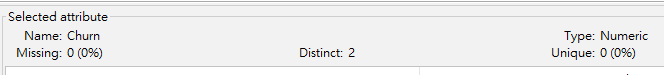 Selected attribute
Name: Churn Type: Numeric
Missing: 0 (0%) Distinct: 2 Unique: 0 (0%)